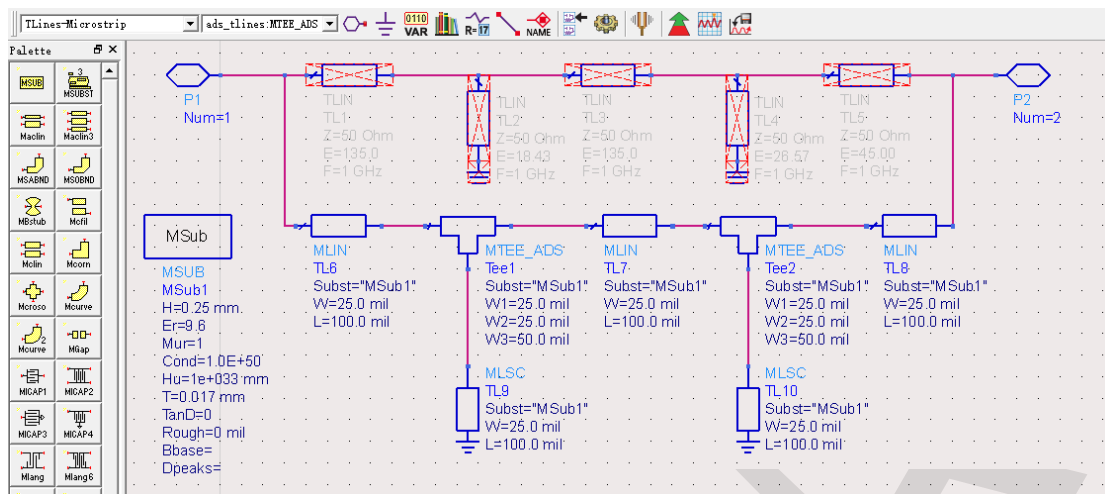 TLines-Microstrip
ads_tlines:MTEE_ADS
0110
VAR
R=17
NAME
Palette
MSUB
3
MSUBST
Maclin
Maclin3
MSABND
MSOBND
MBstub
Mcfil
Mclin
Mcorn
Mcroso
Mcurve
2
Mcurve
MGap
MICAP1
MICAP2
MICAP3
MICAP4
Mlang
Mlang6
P1
Num=1
TLIN
TL1
Z=50 Ohm
E=135.0
F=1 GHz
TLIN
TL2
Z=50 Ohm
E=18.43
F=1 GHz
TLIN
TL3
Z=50 Ohm
E=135.0
F=1 GHz
TLIN
TL4
Z=50 Ohm
E=26.57
F=1 GHz
TLIN
TL5
Z=50 Ohm
E=45.00
F=1 GHz
P2
Num=2
MSub
MSUB
MSub1
H=0.25 mm
Er=9.6
Mur=1
Cond=1.0E+50
Hu=1e+033 mm
T=0.017 mm
TanD=0
Rough=0 mil
Bbase=
Dpeaks=
MLIN
TL6
Subst="MSub1"
W=25.0 mil
L=100.0 mil
MTEE_ADS
Tee1
Subst="MSub1"
W1=25.0 mil
W2=25.0 mil
W3=50.0 mil
MLIN
TL7
Subst="MSub1"
W=25.0 mil
L=100.0 mil
MTEE_ADS
Tee2
Subst="MSub1"
W1=25.0 mil
W2=25.0 mil
W3=50.0 mil
MLIN
TL8
Subst="MSub1"
W=25.0 mil
L=100.0 mil
MLSC
TL9
Subst="MSub1"
W=25.0 mil
L=100.0 mil
MLSC
TL10
Subst="MSub1"
W=25.0 mil
L=100.0 mil